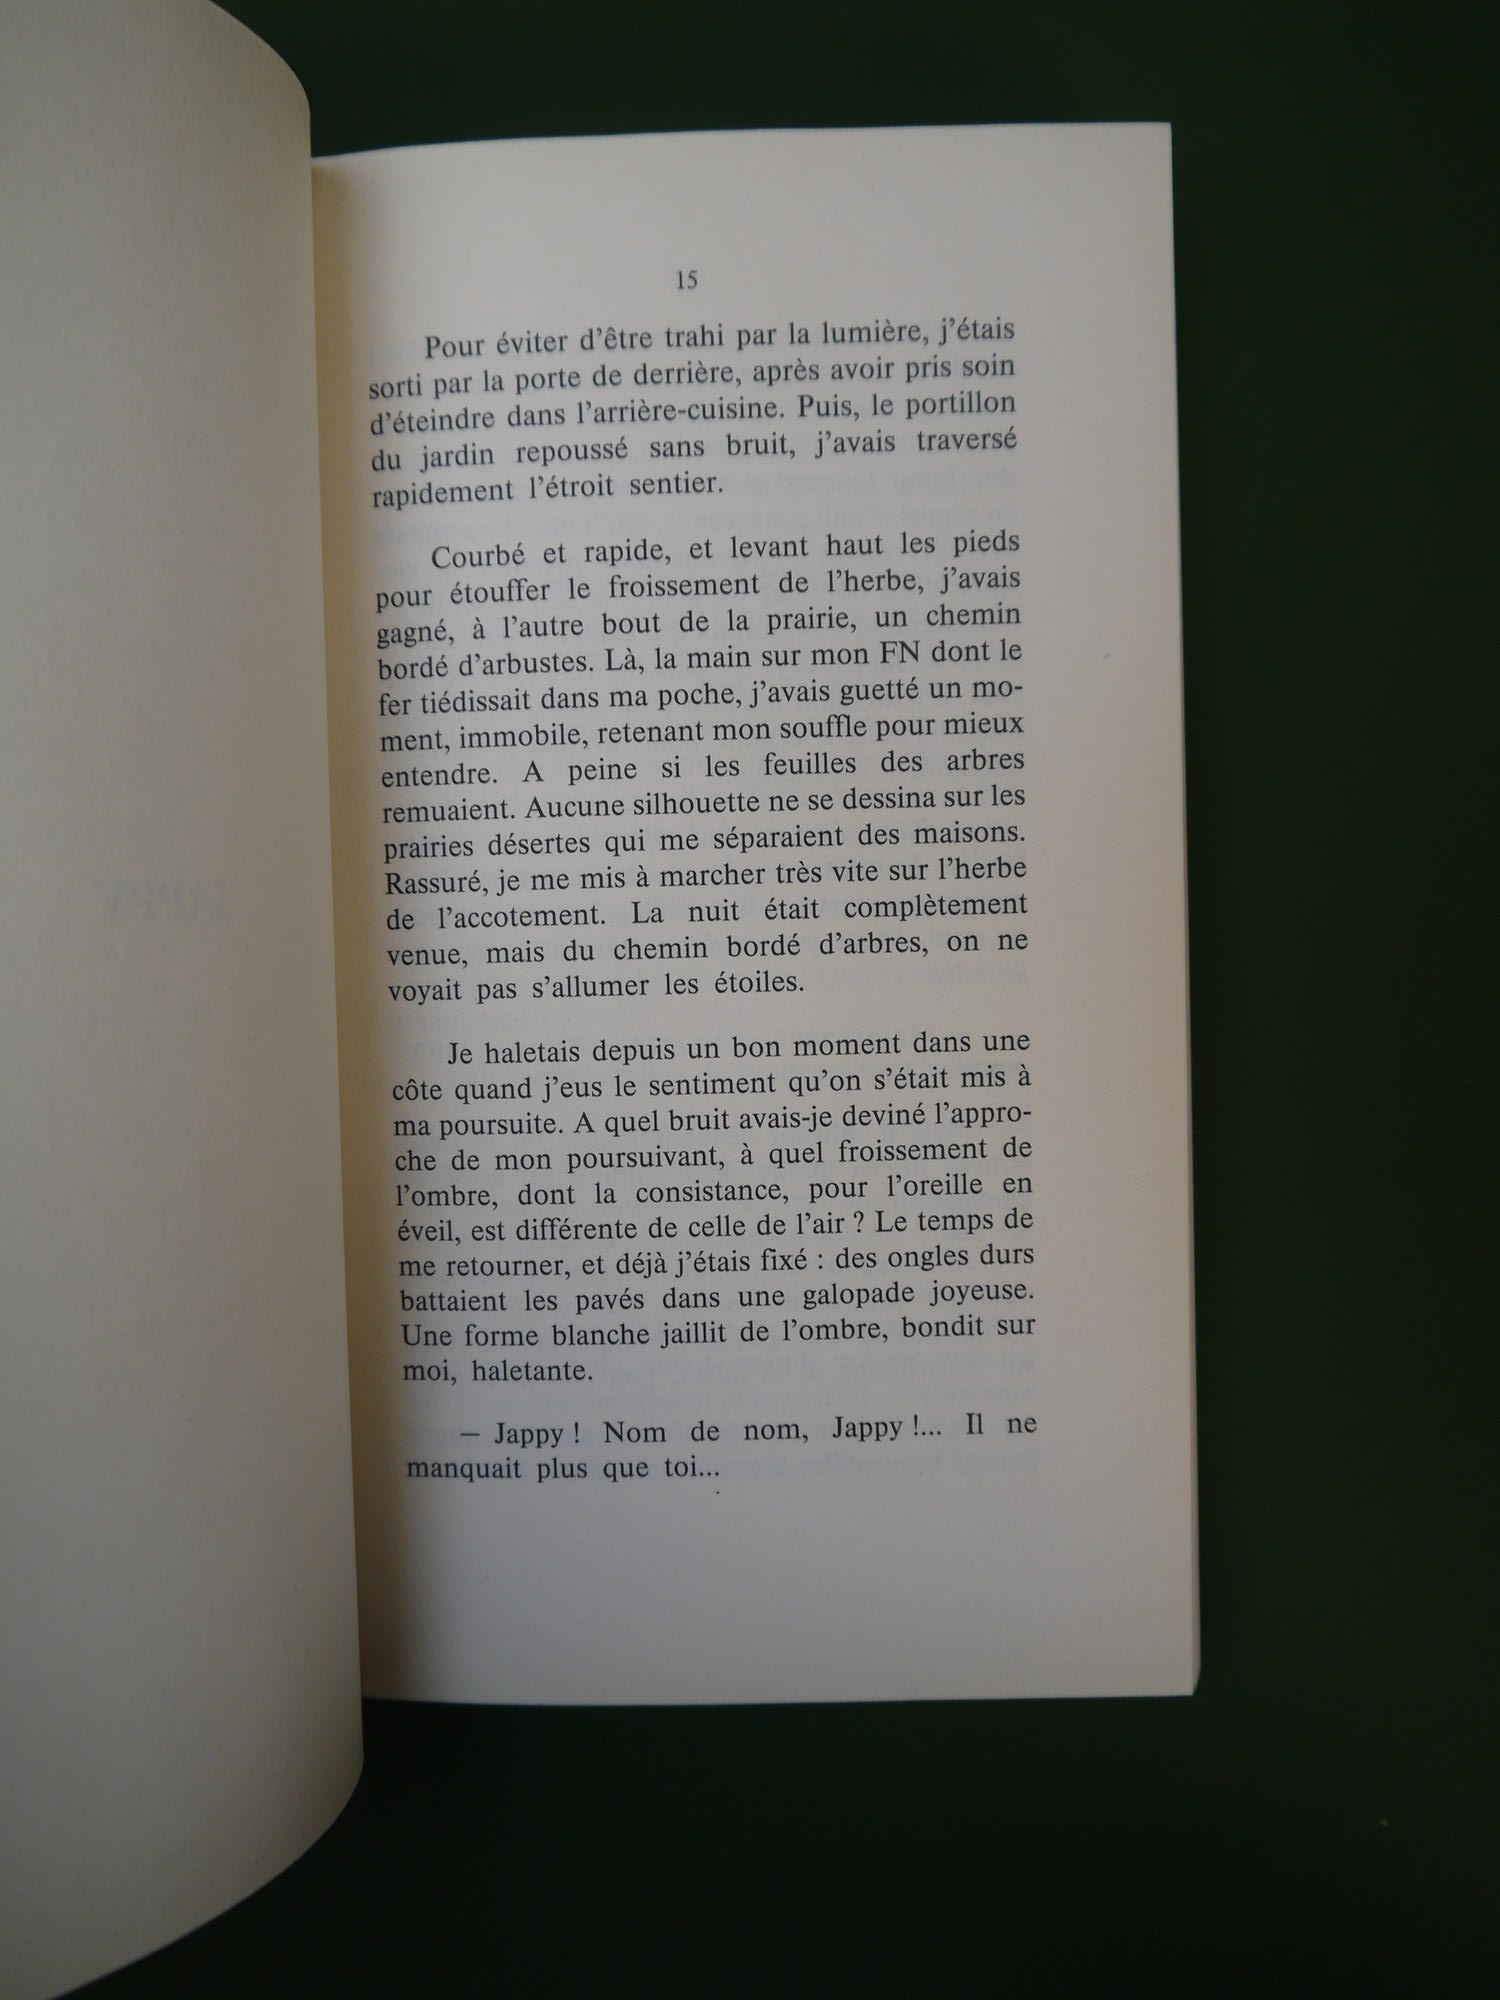 JAPPY
15
Pour éviter d'être trahi par la lumière, j'étais
sorti par la porte de derrière, après avoir pris soin
d'éteindre dans l'arrière-cuisine. Puis, le portillon
du jardin repoussé sans bruit, j'avais traversé
rapidement l'étroit sentier.
Courbé et rapide, et levant haut les pieds
pour étouffer le froissement de l'herbe, j'avais
gagné, à l'autre bout de la prairie, un chemin
bordé d'arbustes. Là, la main sur mon FN dont le
fer tiédissait dans ma poche, j'avais guetté un mo-
ment, immobile, retenant mon souffle pour mieux
entendre. A peine si les feuilles des arbres
remuaient. Aucune silhouette ne se dessina sur les
prairies désertes qui me séparaient des maisons.
Rassuré, je me mis à marcher très vite sur l'herbe
de l'accotement. La nuit était complètement
venue, mais du chemin bordé d'arbres, on ne
voyait pas s'allumer les étoiles.
Je haletais depuis un bon moment dans une
côte quand j'eus le sentiment qu'on s'était mis à
ma poursuite. A quel bruit avais-je deviné l'appro-
che de mon poursuivant, à quel froissement de
l'ombre, dont la consistance, pour l'oreille en
éveil, est différente de celle de l'air ? Le temps de
me retourner, et déjà j'étais fixé : des ongles durs
battaient les pavés dans une galopade joyeuse.
Une forme blanche jaillit de l'ombre, bondit sur
moi, haletante.
— Jappy ! Nom de nom, Jappy !... Il ne
manquait plus que toi...